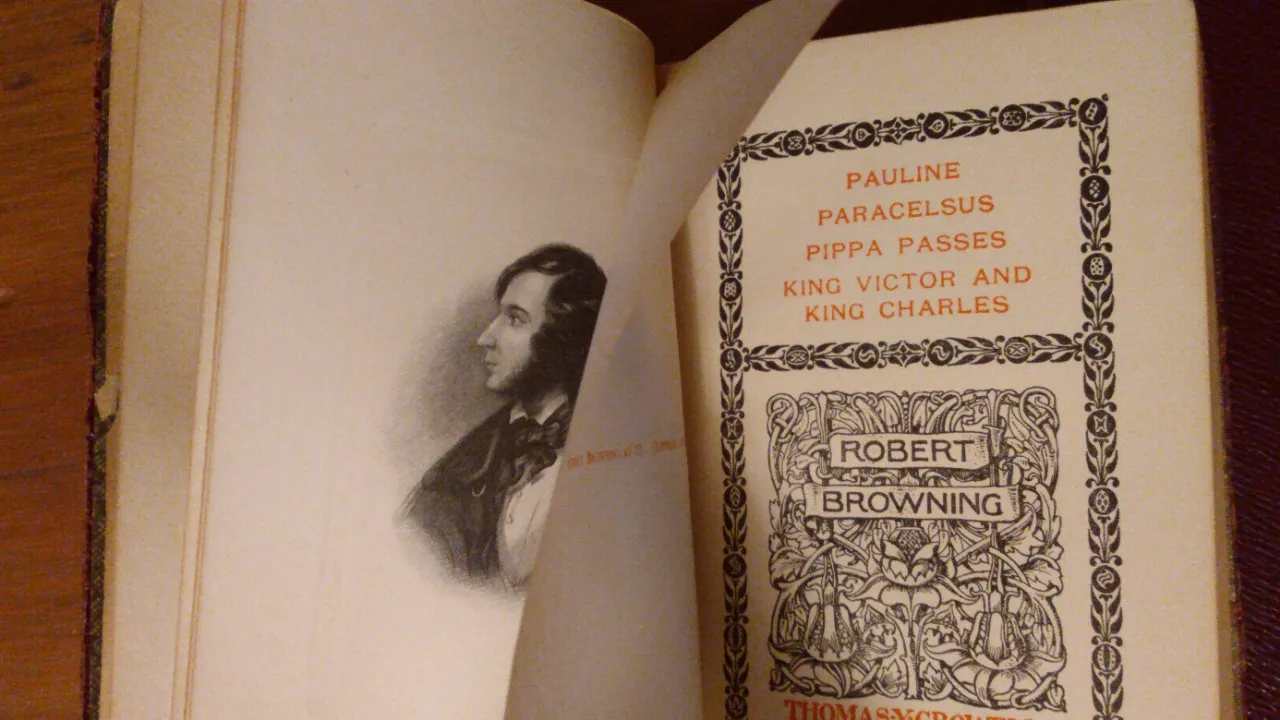 PAULINE
PARACELSUS
PIPPA PASSES
KING VICTOR AND
KING CHARLES
ROBERT
BROWNING